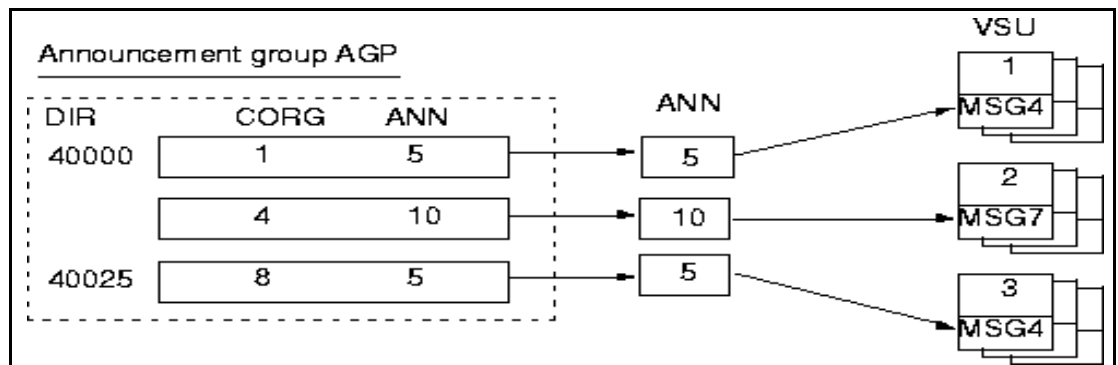 VSU
Announcement group AGP
1
MSG4
DIR CORG ANN
ANN
40000 1 5
5
4 10
10
2
MSG7
40025 8 5
5
3
MSG4